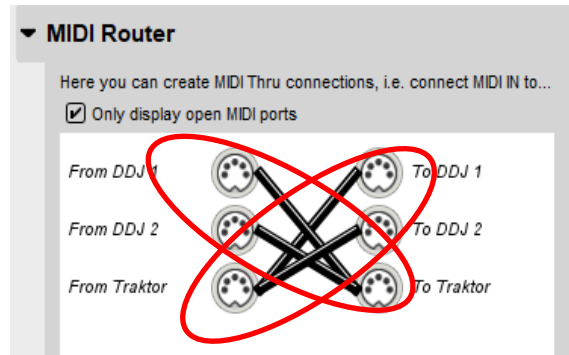 MIDI Router
Here you can create MIDI Thru connections, i.e. connect MIDI IN to...
Only display open MIDI ports
From DDJ 1 To DDJ 1
From DDJ 2 To DDJ 2
From Traktor To Traktor